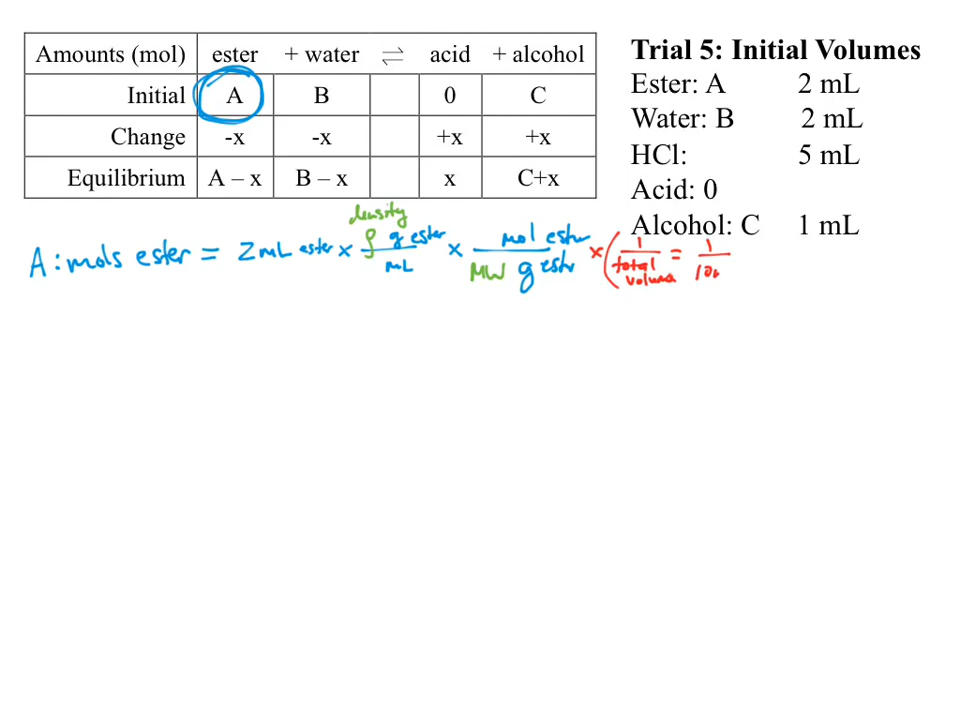 Amounts (mol) ester + water ⇌ acid + alcohol
Initial A B 0 C
Change -x -x +x +x
Equilibrium A – x B – x x C+x
Trial 5: Initial Volumes
Ester: A 2 mL
Water: B 2 mL
HCl: 5 mL
Acid: 0
Alcohol: C 1 mL
density
A: mols ester = 2mL ester × ρ g ester / mL × mol ester / MW g ester × ( 1 / total volume = 1 /